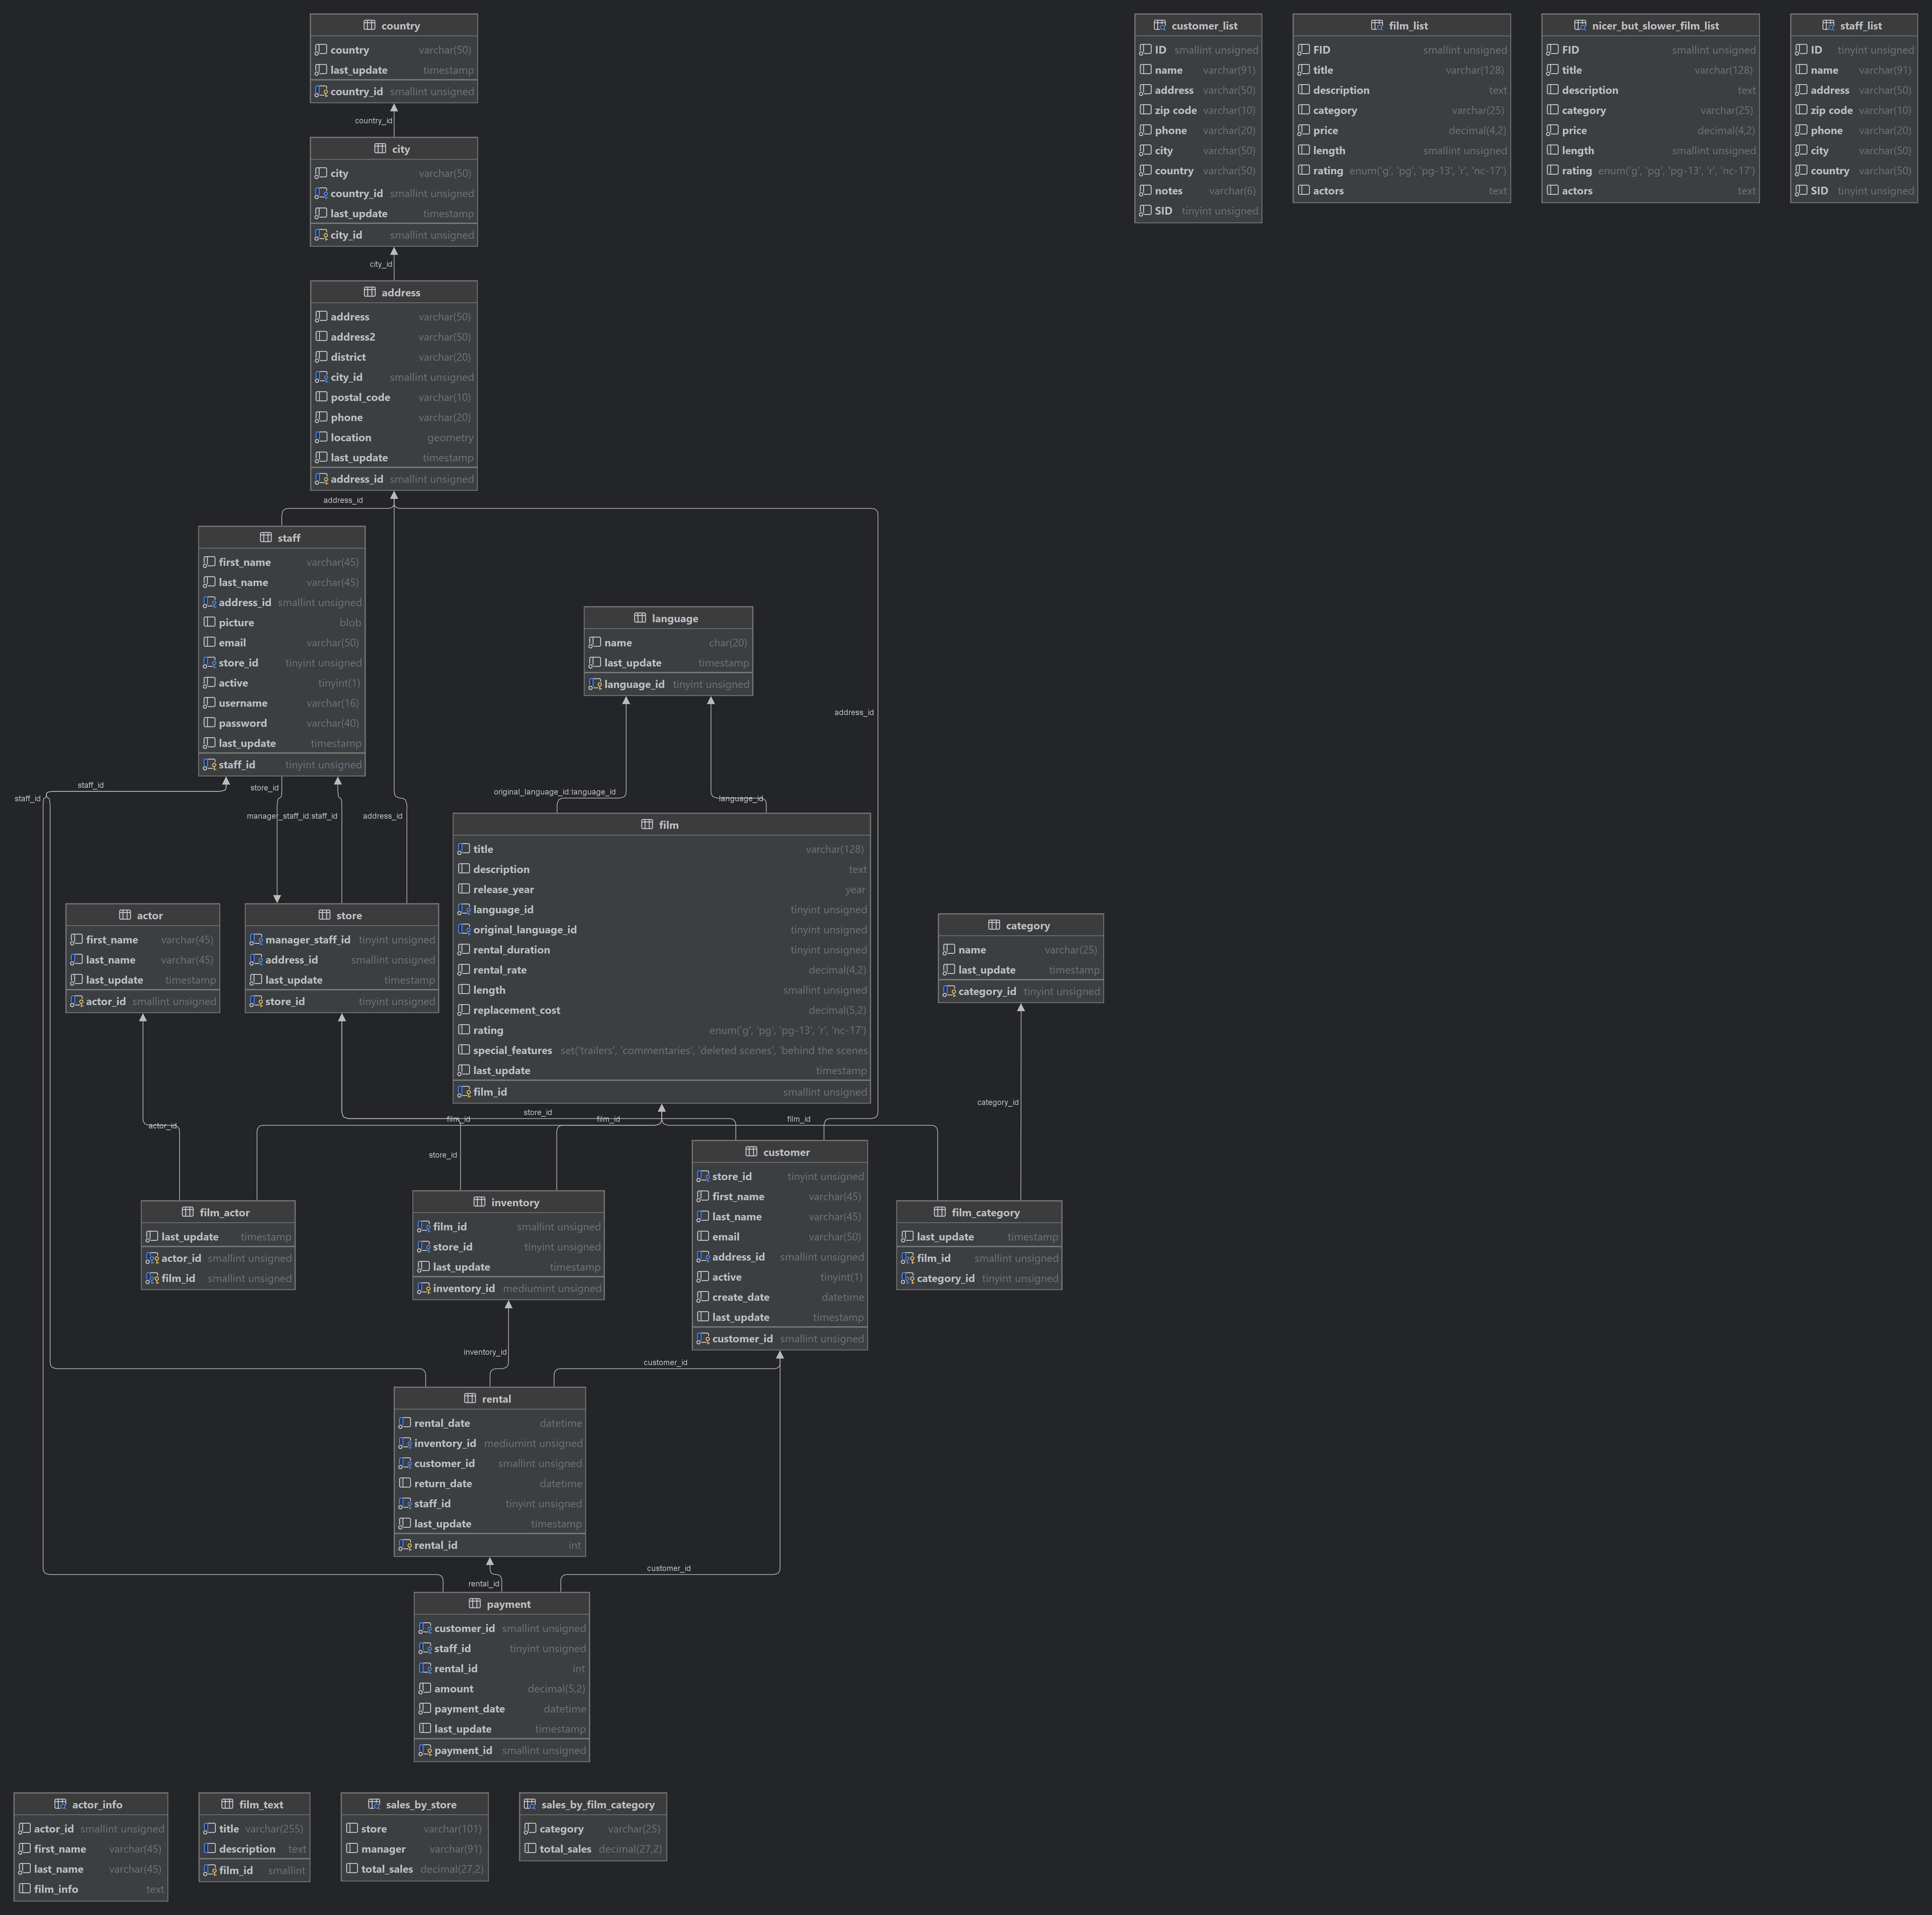 country
country varchar(50)
last_update timestamp
country_id smallint unsigned
customer_list
ID smallint unsigned
name varchar(91)
address varchar(50)
zip code varchar(10)
phone varchar(20)
city varchar(50)
country varchar(50)
notes varchar(6)
SID tinyint unsigned
film_list
FID smallint unsigned
title varchar(128)
description text
category varchar(25)
price decimal(4,2)
length smallint unsigned
rating enum('g', 'pg', 'pg-13', 'r', 'nc-17')
actors text
nicer_but_slower_film_list
FID smallint unsigned
title varchar(128)
description text
category varchar(25)
price decimal(4,2)
length smallint unsigned
rating enum('g', 'pg', 'pg-13', 'r', 'nc-17')
actors text
staff_list
ID tinyint unsigned
name varchar(91)
address varchar(50)
zip code varchar(10)
phone varchar(20)
city varchar(50)
country varchar(50)
SID tinyint unsigned
country_id
city
city varchar(50)
country_id smallint unsigned
last_update timestamp
city_id smallint unsigned
city_id
address
address varchar(50)
address2 varchar(50)
district varchar(20)
city_id smallint unsigned
postal_code varchar(10)
phone varchar(20)
location geometry
last_update timestamp
address_id smallint unsigned
address_id
staff
first_name varchar(45)
last_name varchar(45)
address_id smallint unsigned
picture blob
email varchar(50)
store_id tinyint unsigned
active tinyint(1)
username varchar(16)
password varchar(40)
last_update timestamp
staff_id tinyint unsigned
language
name char(20)
last_update timestamp
language_id tinyint unsigned
address_id
staff_id
staff_id
store_id
manager_staff_id:staff_id
address_id
original_language_id:language_id
language_id
film
title varchar(128)
description text
release_year year
language_id tinyint unsigned
original_language_id tinyint unsigned
rental_duration tinyint unsigned
rental_rate decimal(4,2)
length smallint unsigned
replacement_cost decimal(5,2)
rating enum('g', 'pg', 'pg-13', 'r', 'nc-17')
special_features set('trailers', 'commentaries', 'deleted scenes', 'behind the scenes
last_update timestamp
film_id smallint unsigned
actor
first_name varchar(45)
last_name varchar(45)
last_update timestamp
actor_id smallint unsigned
store
manager_staff_id tinyint unsigned
address_id smallint unsigned
last_update timestamp
store_id tinyint unsigned
category
name varchar(25)
last_update timestamp
category_id tinyint unsigned
category_id
store_id
film_id
film_id
film_id
actor_id
store_id
film_actor
last_update timestamp
actor_id smallint unsigned
film_id smallint unsigned
inventory
film_id smallint unsigned
store_id tinyint unsigned
last_update timestamp
inventory_id mediumint unsigned
customer
store_id tinyint unsigned
first_name varchar(45)
last_name varchar(45)
email varchar(50)
address_id smallint unsigned
active tinyint(1)
create_date datetime
last_update timestamp
customer_id smallint unsigned
film_category
last_update timestamp
film_id smallint unsigned
category_id tinyint unsigned
inventory_id
customer_id
rental
rental_date datetime
inventory_id mediumint unsigned
customer_id smallint unsigned
return_date datetime
staff_id tinyint unsigned
last_update timestamp
rental_id int
rental_id
customer_id
payment
customer_id smallint unsigned
staff_id tinyint unsigned
rental_id int
amount decimal(5,2)
payment_date datetime
last_update timestamp
payment_id smallint unsigned
actor_info
actor_id smallint unsigned
first_name varchar(45)
last_name varchar(45)
film_info text
film_text
title varchar(255)
description text
film_id smallint
sales_by_store
store varchar(101)
manager varchar(91)
total_sales decimal(27,2)
sales_by_film_category
category varchar(25)
total_sales decimal(27,2)